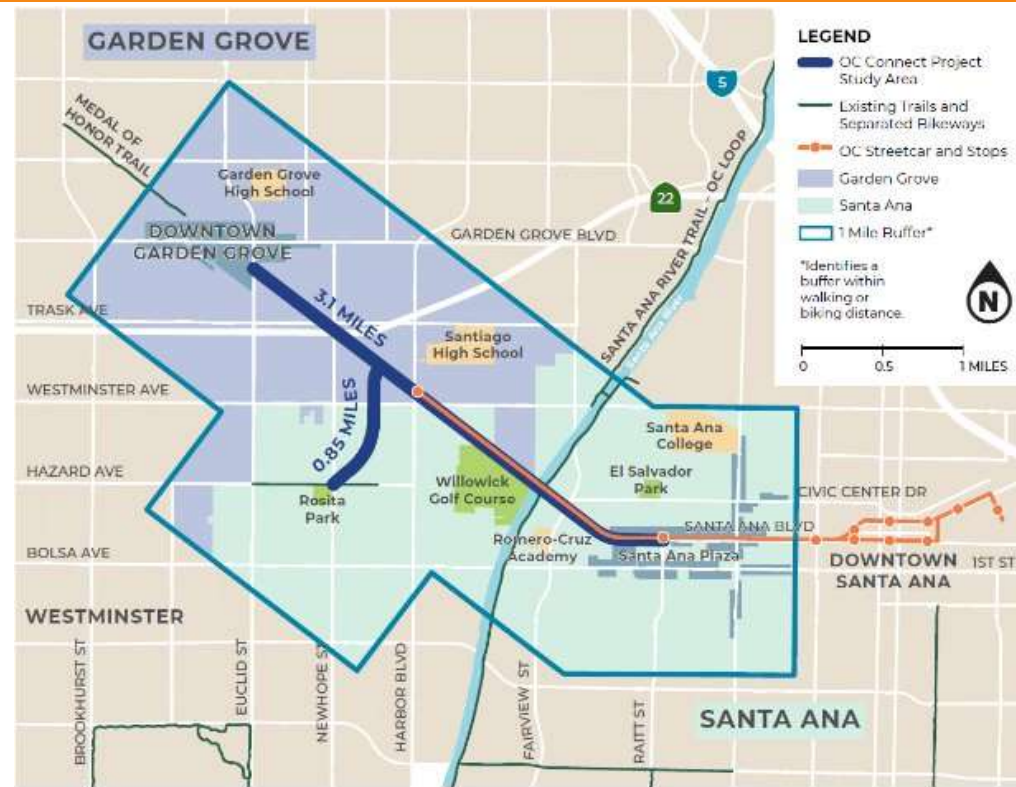 GARDEN GROVE
MEDAL OF
HONOR TRAIL
Garden Grove
High School
DOWNTOWN
GARDEN GROVE
GARDEN GROVE BLVD
5
22
SANTA ANA RIVER TRAIL - OC LOOP
Santa Ana River
TRASK AVE
3.1 MILES
Santiago
High School
WESTMINSTER AVE
0.85 MILES
Santa Ana
College
HAZARD AVE
Rosita
Park
Willowick
Golf Course
El Salvador
Park
CIVIC CENTER DR
SANTA ANA BLVD
Romero-Cruz
Academy
Santa Ana Plaza
BOLSA AVE
DOWNTOWN
SANTA ANA
1ST ST
WESTMINSTER
BROOKHURST ST
EUCLID ST
NEWHOPE ST
HARBOR BLVD
FAIRVIEW ST
RAITT ST
SANTA ANA
LEGEND
OC Connect Project
Study Area
Existing Trails and
Separated Bikeways
OC Streetcar and Stops
Garden Grove
Santa Ana
1 Mile Buffer*
*Identifies a
buffer within
walking or
biking distance.
N
0 0.5 1 MILES